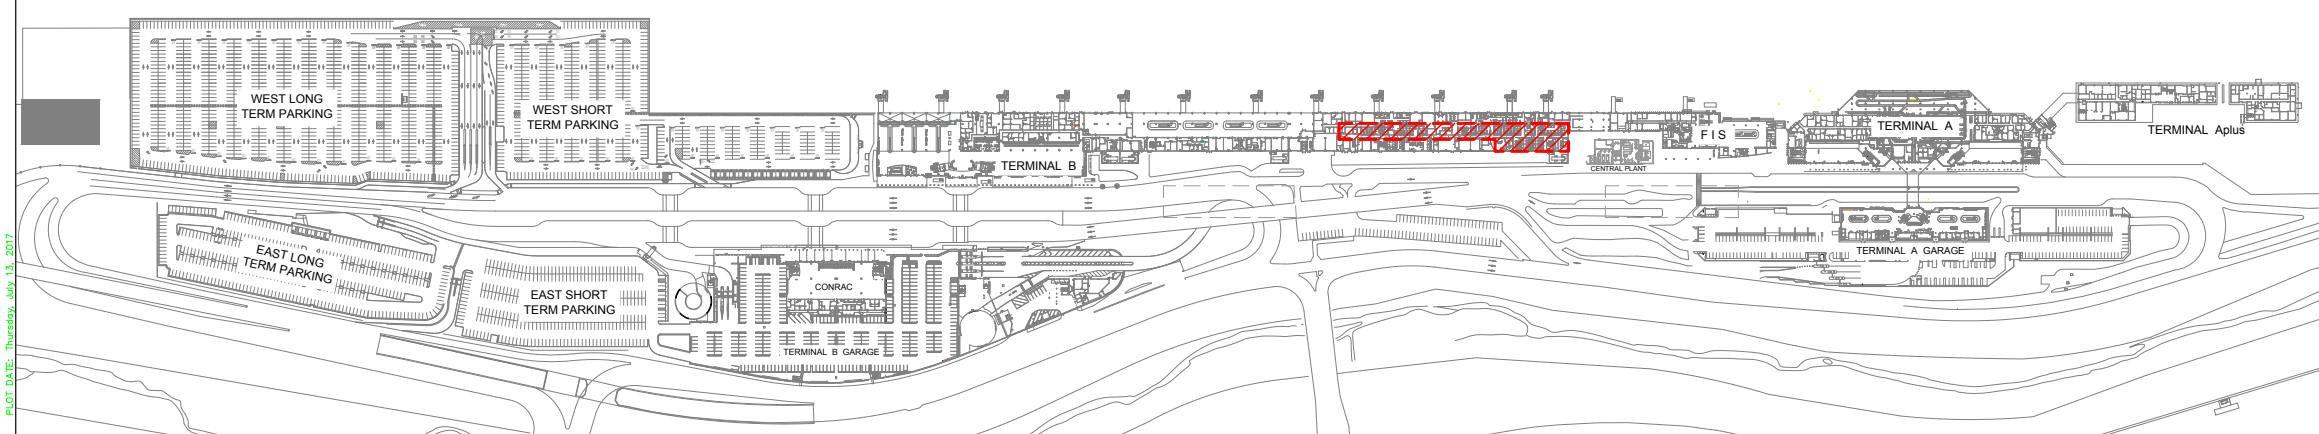 WEST LONG
TERM PARKING
WEST SHORT
TERM PARKING
TERMINAL B
CENTRAL PLANT
F I S
TERMINAL A
TERMINAL Aplus
EAST LONG
TERM PARKING
EAST SHORT
TERM PARKING
CONRAC
TERMINAL B GARAGE
TERMINAL A GARAGE
PLOT DATE: Thursday, July 13, 2017